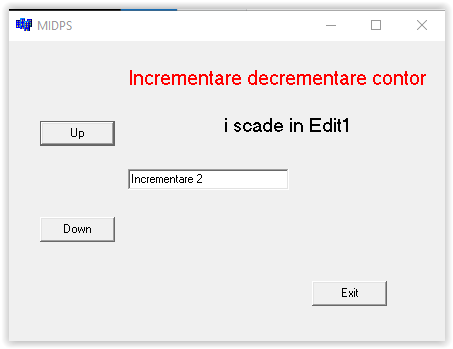 MIDPS
Incrementare decrementare contor
i scade in Edit1
Up
Incrementare 2
Down
Exit